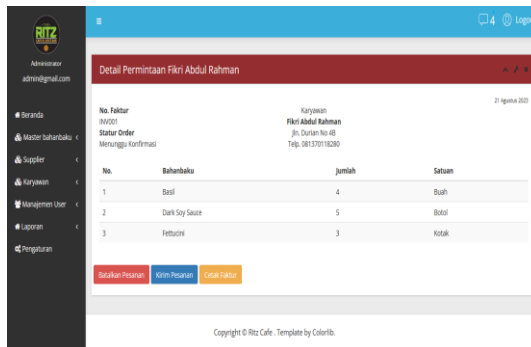 RITZ
4 Logo
Administrator
admin@gmail.com
Beranda
Master bahanbaku
Supplier
Karyawan
Manajemen User
Laporan
Pengaturan
Detail Permintaan Fikri Abdul Rahman
21 Agustus 2023
No. Faktur
INV001
Statur Order
Menunggu Konfirmasi
Karyawan
Fikri Abdul Rahman
Jln. Durian No 4B
Telp. 081370118280
No. Bahanbaku Jumlah Satuan
1 Basil 4 Buah
2 Dark Soy Sauce 5 Botol
3 Fettucini 3 Kotak
Batalkan Pesanan Kirim Pesanan Cetak Faktur
Copyright © Ritz Cafe . Template by Colorlib.